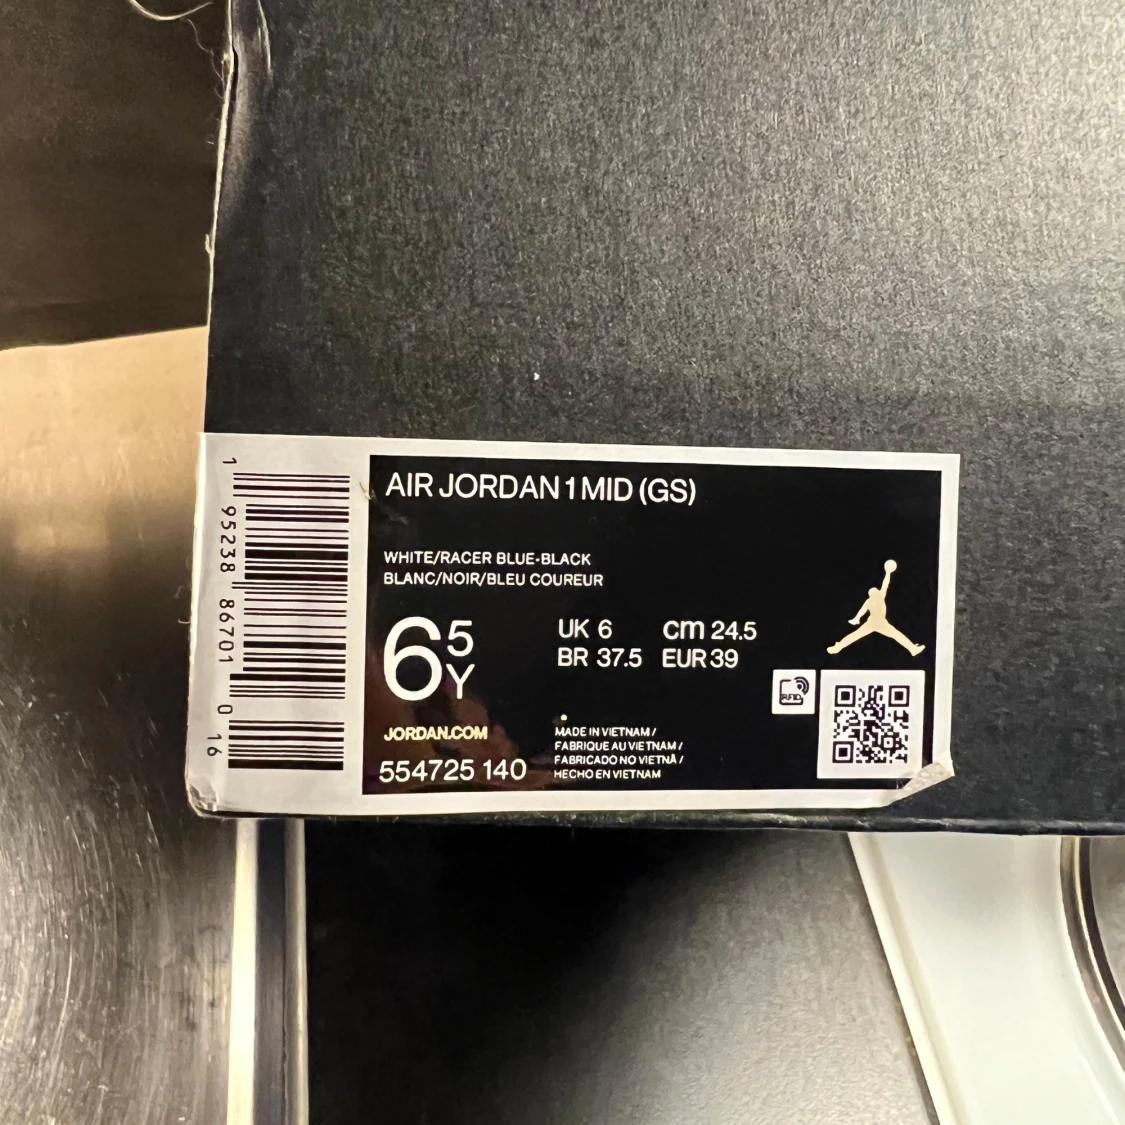 AIR JORDAN 1 MID (GS)
WHITE/RACER BLUE-BLACK
BLANC/NOIR/BLEU COUREUR
6 5 Y
UK 6 cm 24.5
BR 37.5 EUR 39
JORDAN.COM
554725 140
MADE IN VIETNAM /
FABRIQUE AU VIETNAM /
FABRICADO NO VIETNÃ /
HECHO EN VIETNAM
RFID
1 95238 86701 0 16